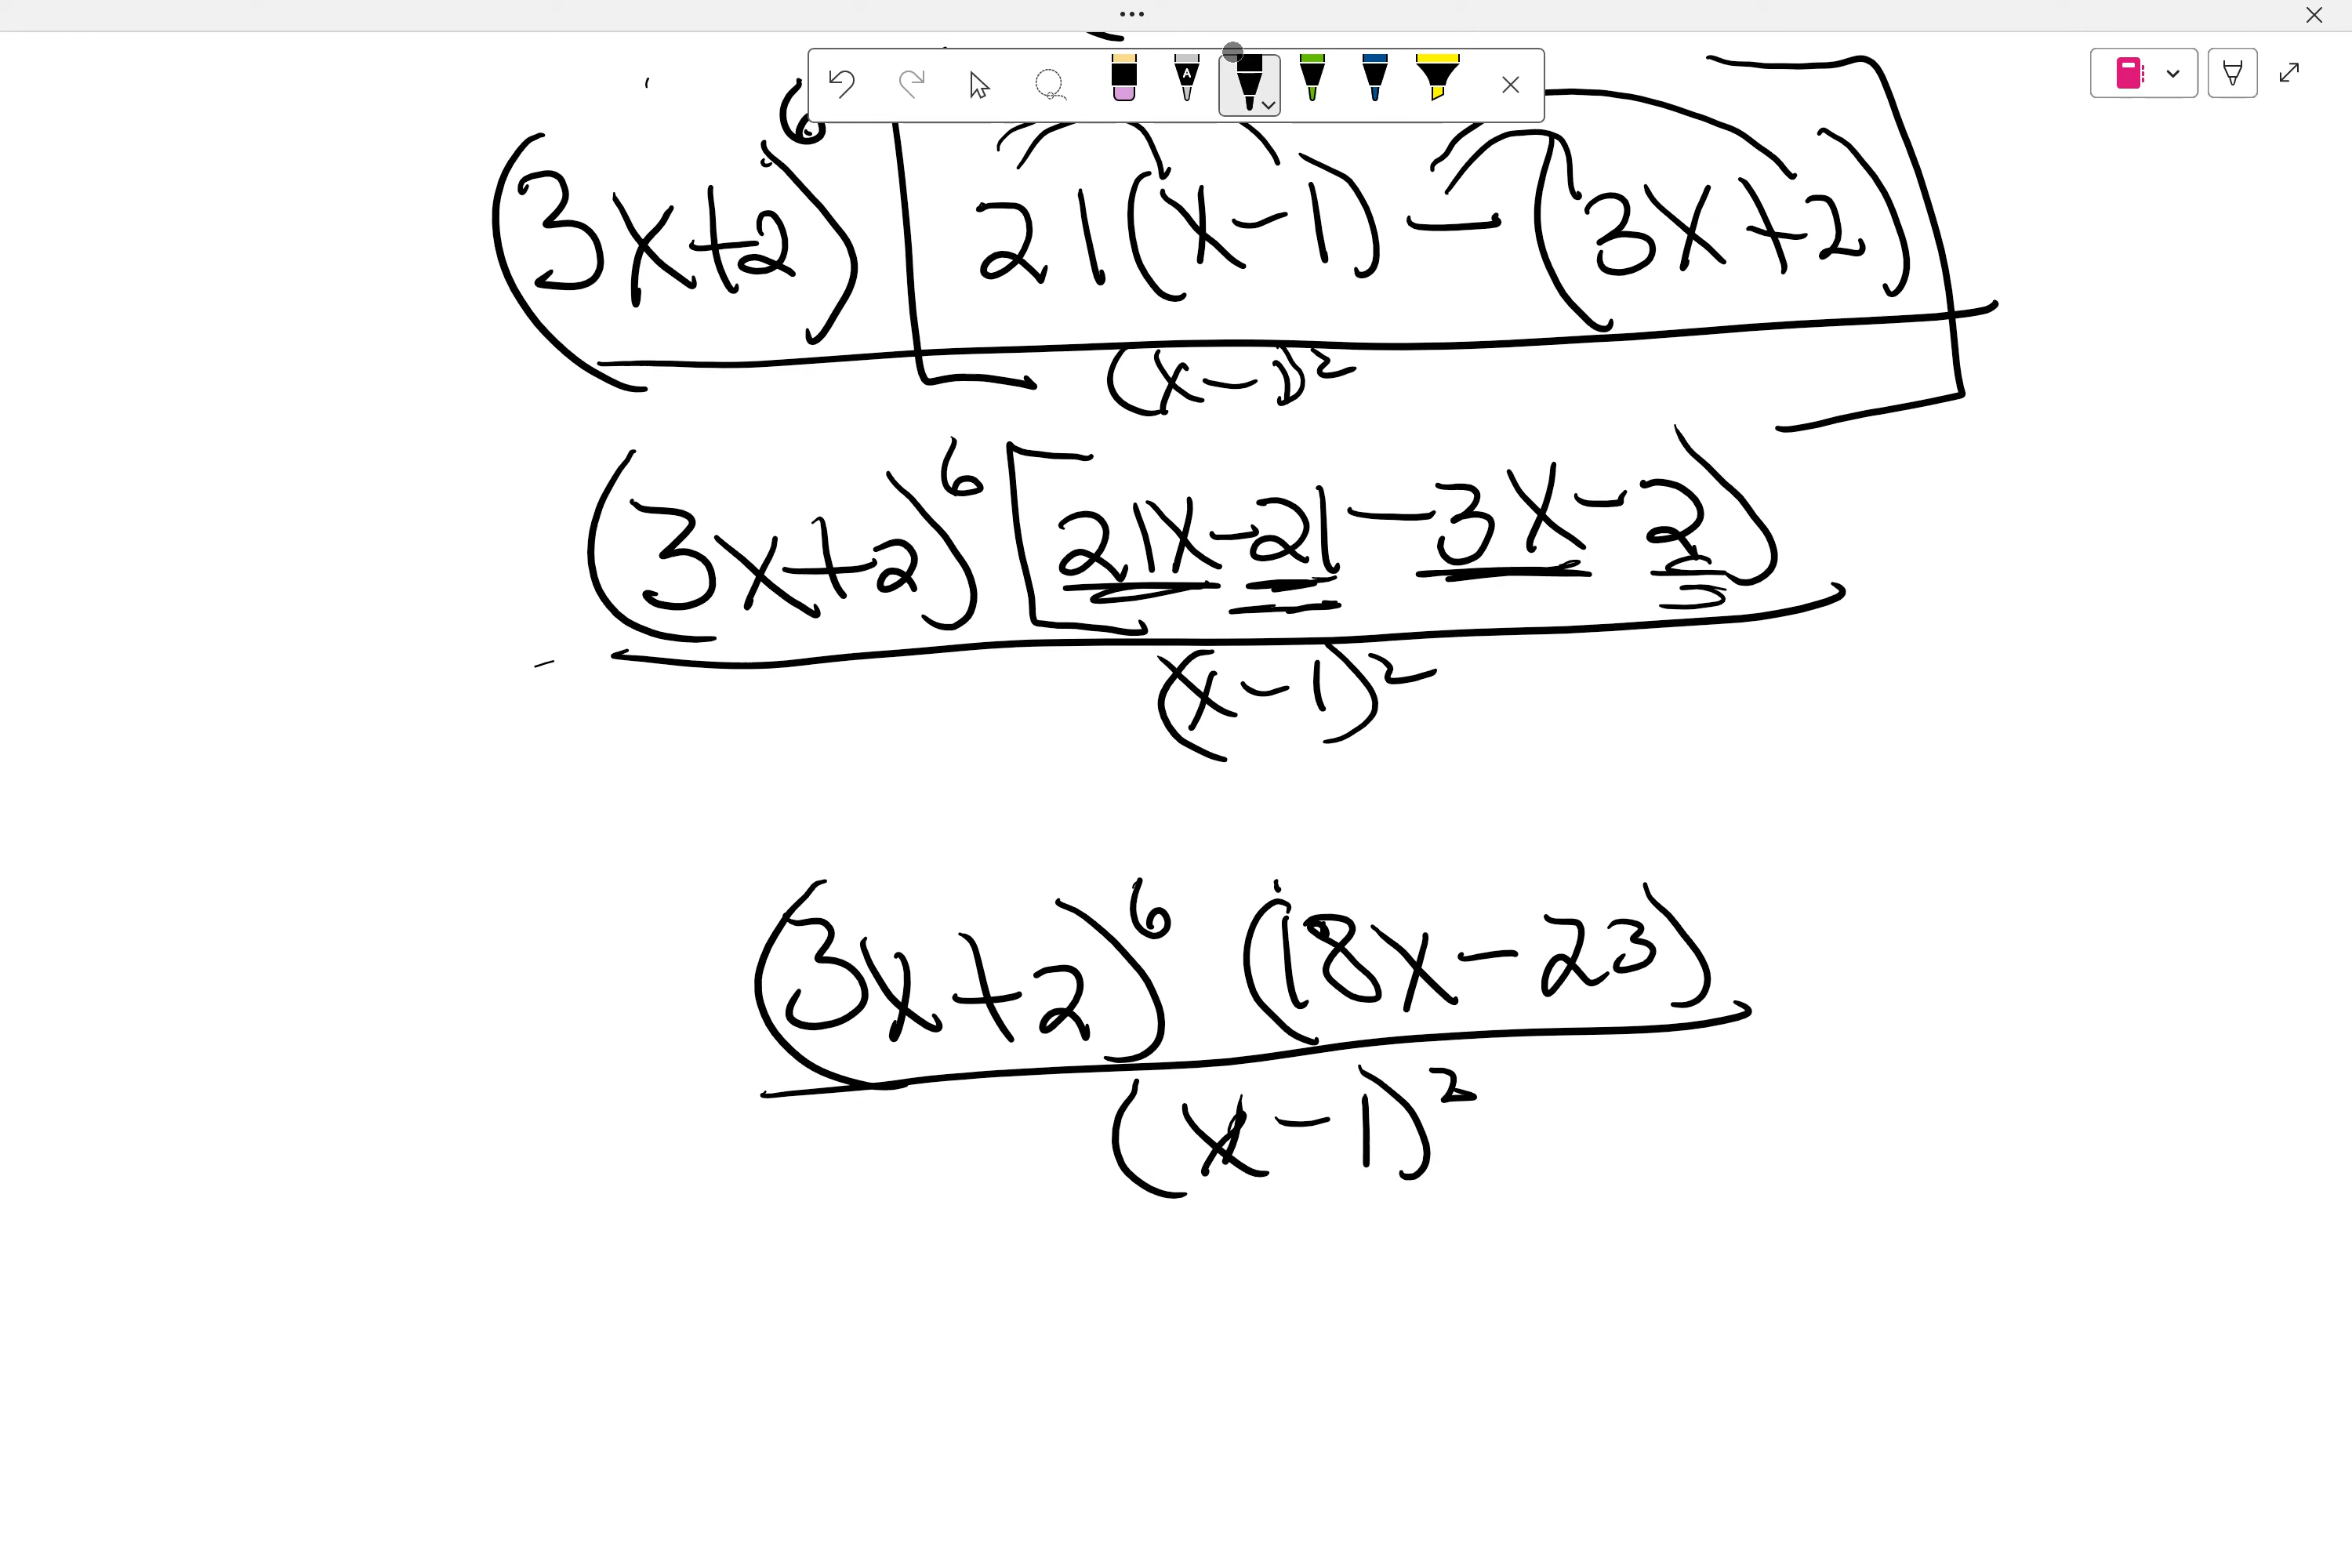 (3x+2)⁶ [21(x-1) - (3x+2)]
(x-1)²
(3x+2)⁶ [21x-21-3x-2)
(x-1)²
(3x+2)⁶ (18x-23)
(x-1)²